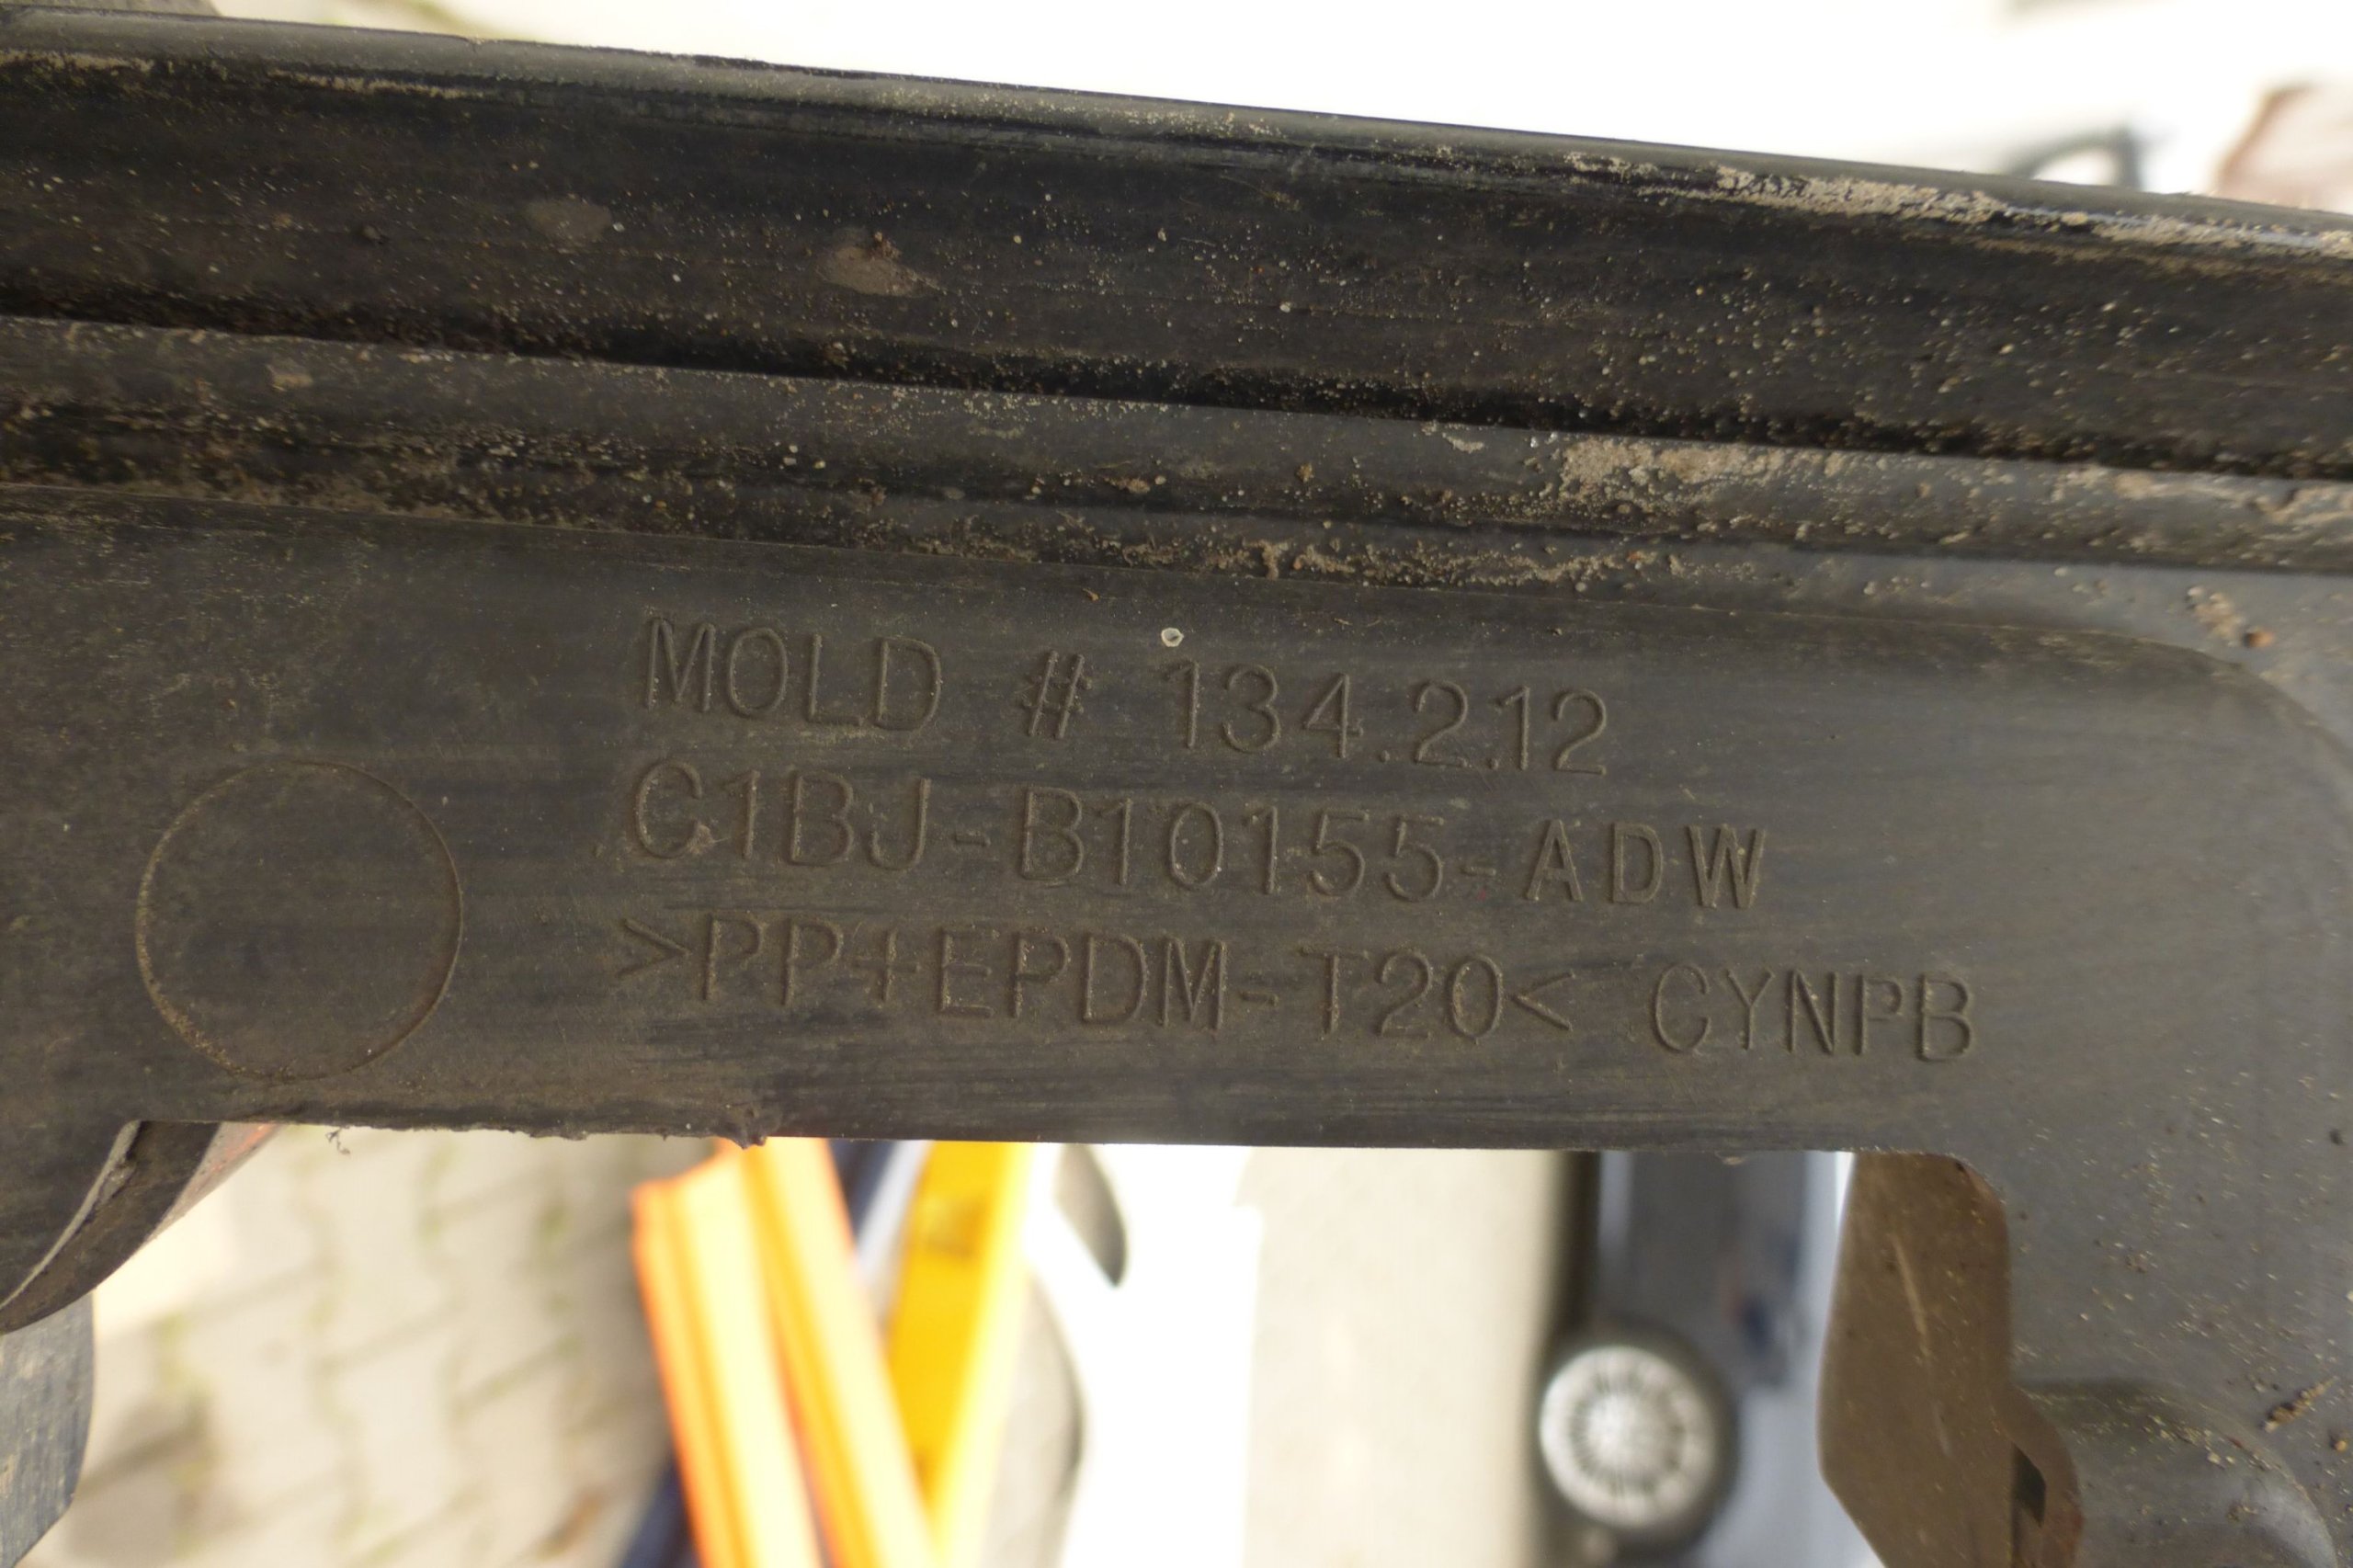 MOLD # 134.2.12
C1BJ-B10155-ADW
>PP+EPDM-T20< CYNPB